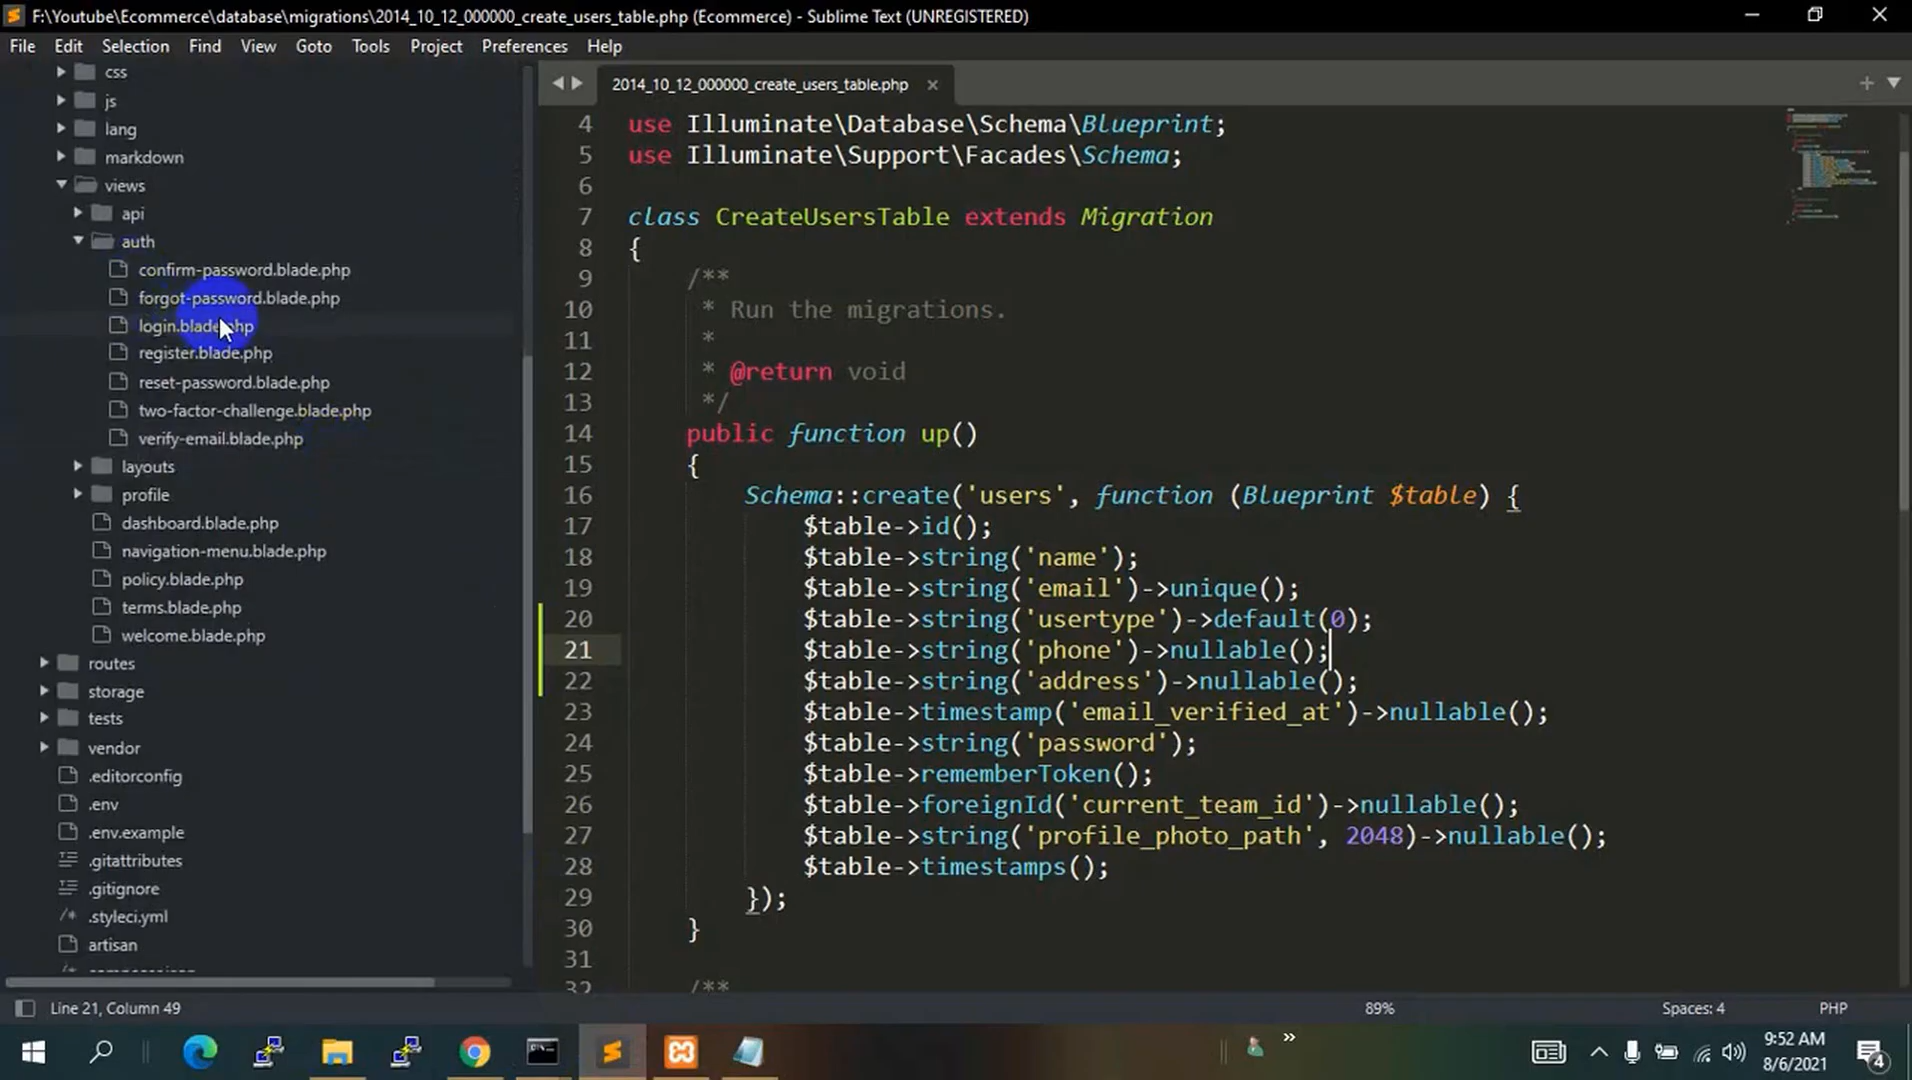 F:\Youtube\Ecommerce\database\migrations\2014_10_12_000000_create_users_table.php (Ecommerce) - Sublime Text (UNREGISTERED)
File Edit Selection Find View Goto Tools Project Preferences Help
css
js
lang
markdown
views
api
auth
confirm-password.blade.php
forgot-password.blade.php
login.blade.php
register.blade.php
reset-password.blade.php
two-factor-challenge.blade.php
verify-email.blade.php
layouts
profile
dashboard.blade.php
navigation-menu.blade.php
policy.blade.php
terms.blade.php
welcome.blade.php
routes
storage
tests
vendor
.editorconfig
.env
.env.example
.gitattributes
.gitignore
.styleci.yml
artisan
2014_10_12_000000_create_users_table.php
4 use Illuminate\Database\Schema\Blueprint;
5 use Illuminate\Support\Facades\Schema;
6
7 class CreateUsersTable extends Migration
8 {
9 /**
10 * Run the migrations.
11 *
12 * @return void
13 */
14 public function up()
15 {
16 Schema::create('users', function (Blueprint $table) {
17 $table->id();
18 $table->string('name');
19 $table->string('email')->unique();
20 $table->string('usertype')->default(0);
21 $table->string('phone')->nullable();
22 $table->string('address')->nullable();
23 $table->timestamp('email_verified_at')->nullable();
24 $table->string('password');
25 $table->rememberToken();
26 $table->foreignId('current_team_id')->nullable();
27 $table->string('profile_photo_path', 2048)->nullable();
28 $table->timestamps();
29 });
30 }
31
32 /**
Line 21, Column 49 89% Spaces: 4 PHP
9:52 AM
8/6/2021
4